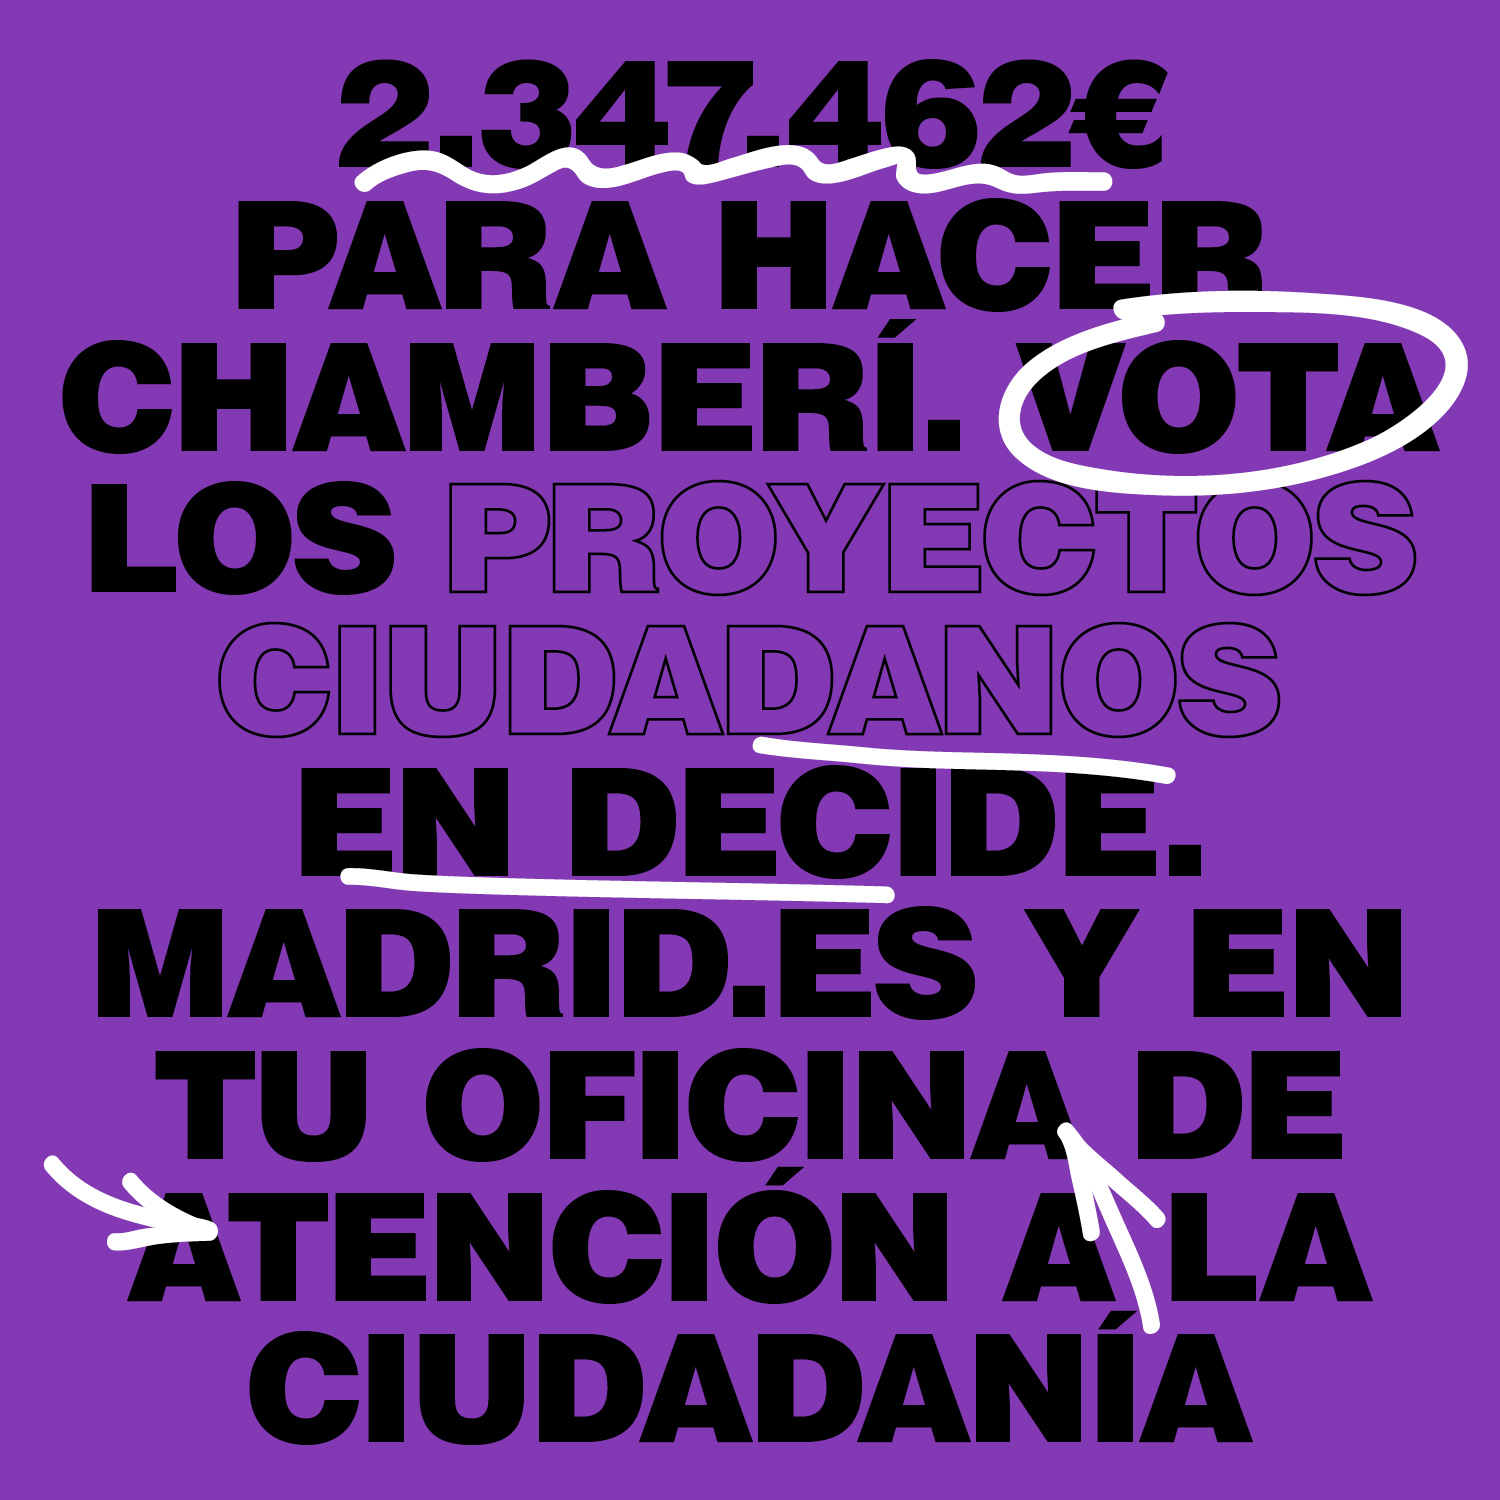 2.347.462€
PARA HACER
CHAMBERÍ. VOTA
LOS PROYECTOS
CIUDADANOS
EN DECIDE.
MADRID.ES Y EN
TU OFICINA DE
ATENCIÓN A LA
CIUDADANÍA